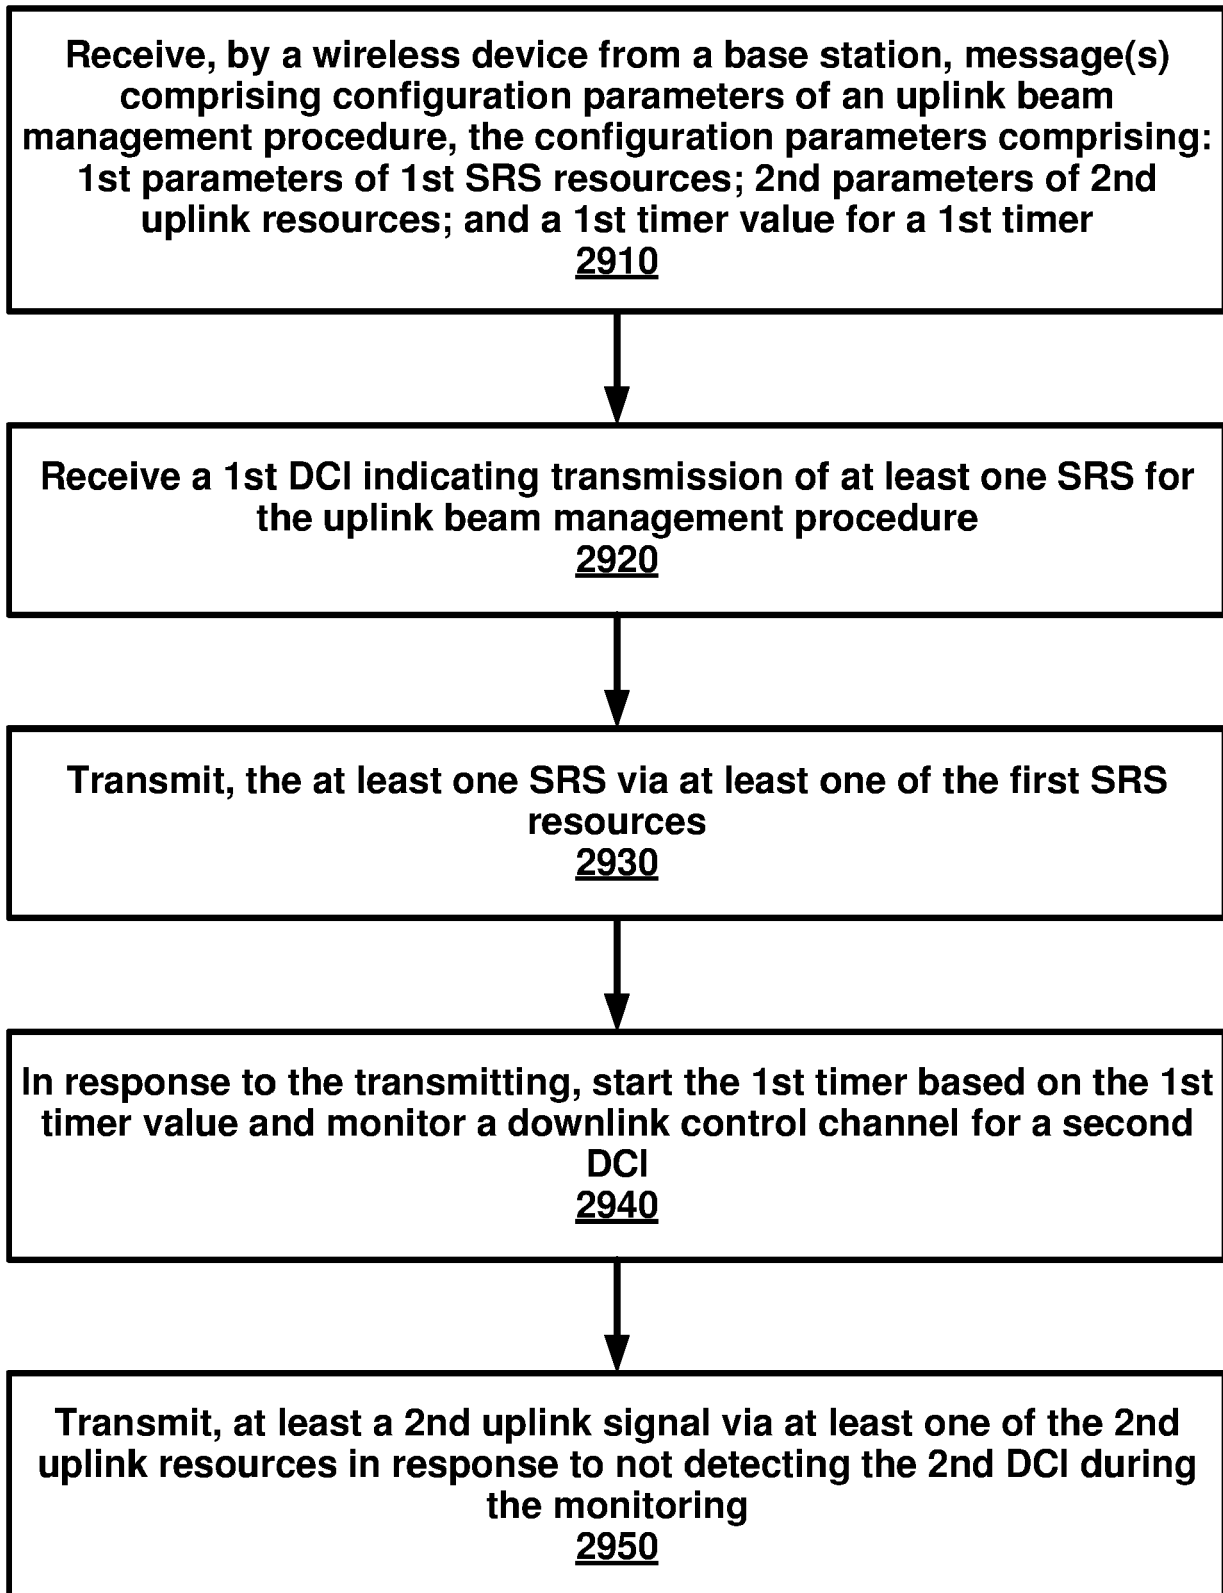 Receive, by a wireless device from a base station, message(s)
comprising configuration parameters of an uplink beam
management procedure, the configuration parameters comprising:
1st parameters of 1st SRS resources; 2nd parameters of 2nd
uplink resources; and a 1st timer value for a 1st timer
2910
Receive a 1st DCI indicating transmission of at least one SRS for
the uplink beam management procedure
2920
Transmit, the at least one SRS via at least one of the first SRS
resources
2930
In response to the transmitting, start the 1st timer based on the 1st
timer value and monitor a downlink control channel for a second
DCI
2940
Transmit, at least a 2nd uplink signal via at least one of the 2nd
uplink resources in response to not detecting the 2nd DCI during
the monitoring
2950